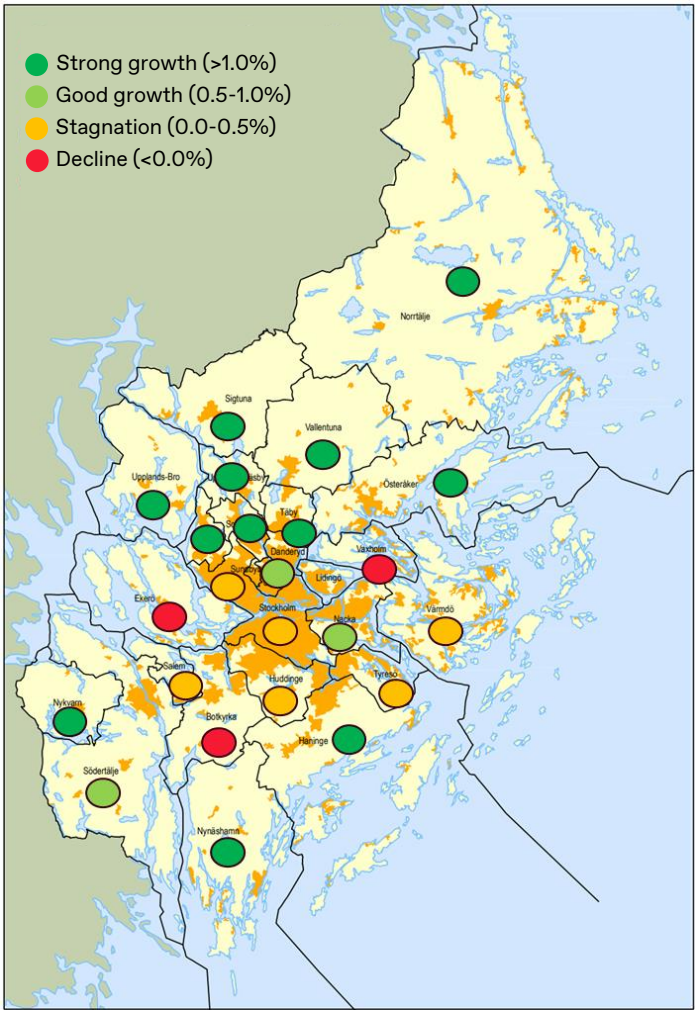 Strong growth (>1.0%)
Good growth (0.5-1.0%)
Stagnation (0.0-0.5%)
Decline (<0.0%)
Norrtälje
Sigtuna
Vallentuna
Upplands-Bro
Österåker
Täby
Danderyd
Vaxholm
Lidingö
Ekerö
Stockholm
Värmdö
Nacka
Salem
Tyresö
Huddinge
Nykvarn
Botkyrka
Haninge
Södertälje
Nynäshamn